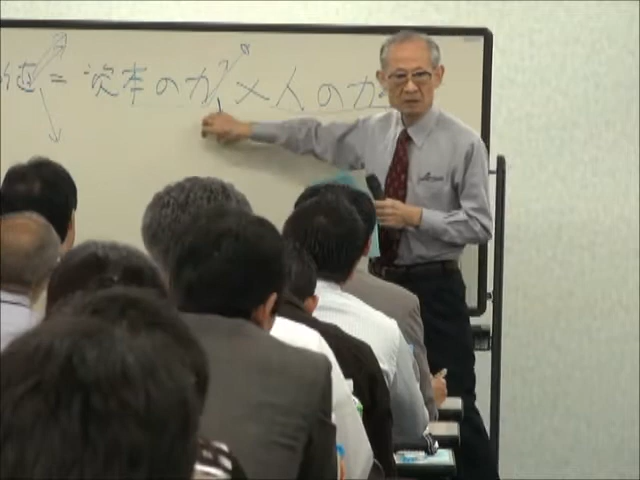 値 = 資本の力 × 人の力